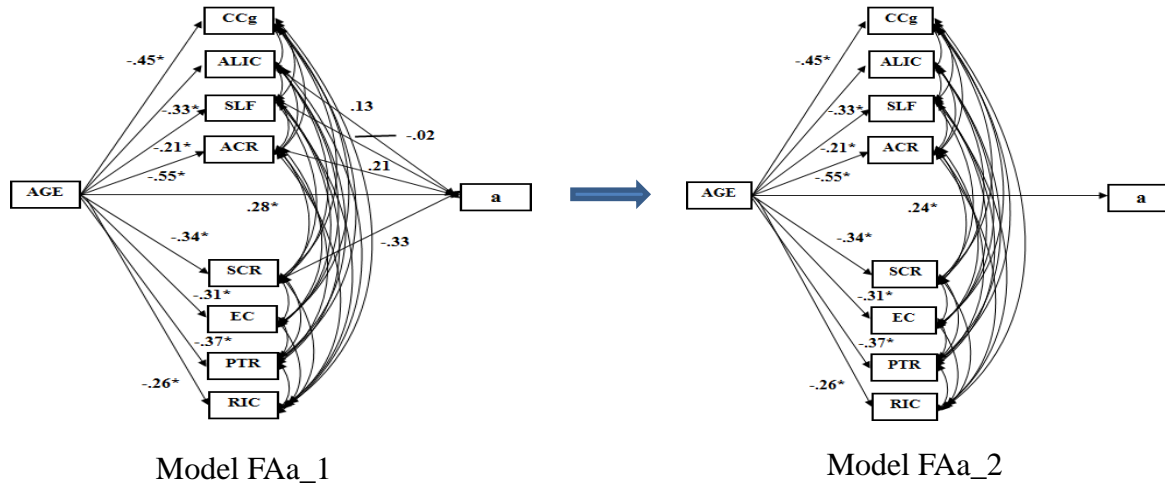 CCg
-.45*
ALIC
-.33*
.13
SLF
-.02
-.21*
ACR
.21
-.55*
AGE
a
.28*
-.34*
-.33
SCR
-.31*
EC
-.37*
PTR
-.26*
RIC
Model FAa_1
CCg
-.45*
ALIC
-.33*
SLF
-.21*
ACR
-.55*
AGE
a
.24*
-.34*
SCR
-.31*
EC
-.37*
PTR
-.26*
RIC
Model FAa_2